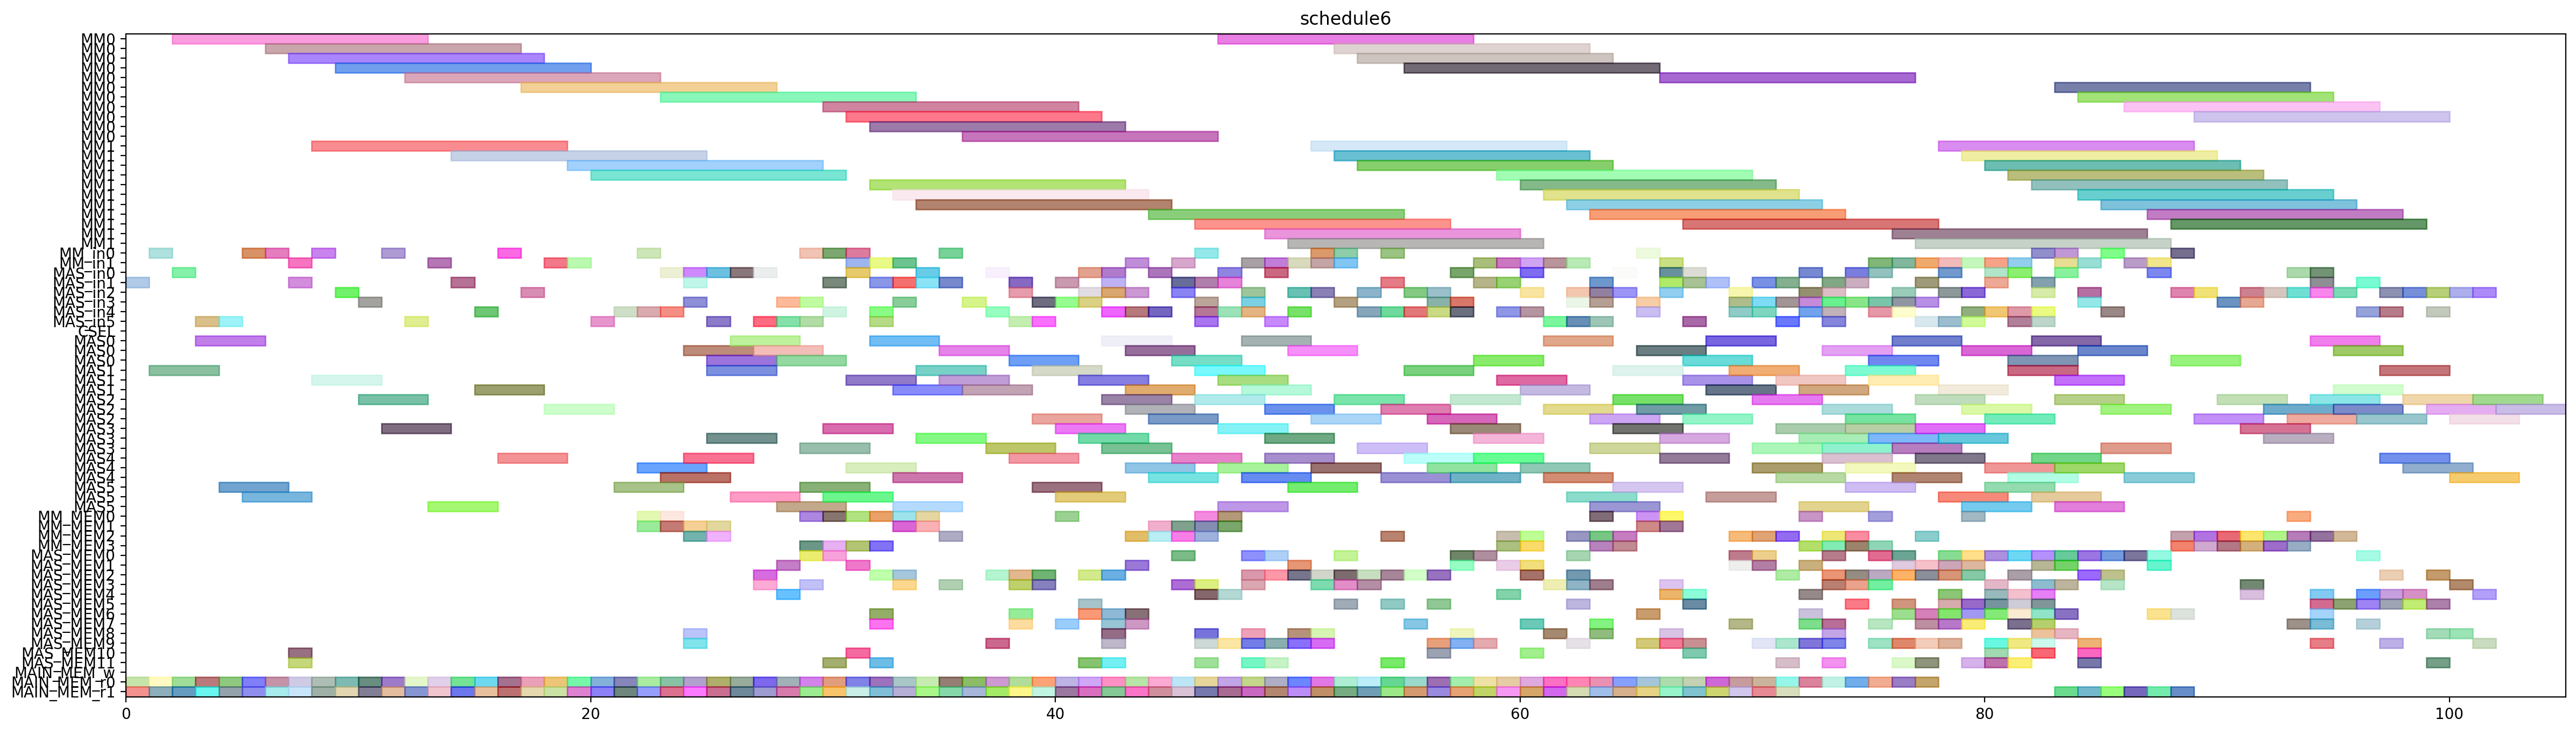 schedule6
MM0
MM0
MM0
MM0
MM0
MM0
MM0
MM0
MM0
MM0
MM0
MM1
MM1
MM1
MM1
MM1
MM1
MM1
MM1
MM1
MM1
MM1
MM_in0
MM_in1
MAS_in0
MAS_in1
MAS_in2
MAS_in3
MAS_in4
MAS_in5
CSEL
MAS0
MAS0
MAS0
MAS1
MAS1
MAS1
MAS2
MAS2
MAS2
MAS3
MAS3
MAS3
MAS4
MAS4
MAS4
MAS5
MAS5
MAS5
MM_MEM0
MM_MEM1
MM_MEM2
MM_MEM3
MAS_MEM0
MAS_MEM1
MAS_MEM2
MAS_MEM3
MAS_MEM4
MAS_MEM5
MAS_MEM6
MAS_MEM7
MAS_MEM8
MAS_MEM9
MAS_MEM10
MAS_MEM11
MAIN_MEM_w
MAIN_MEM_r0
MAIN_MEM_r1
0 20 40 60 80 100